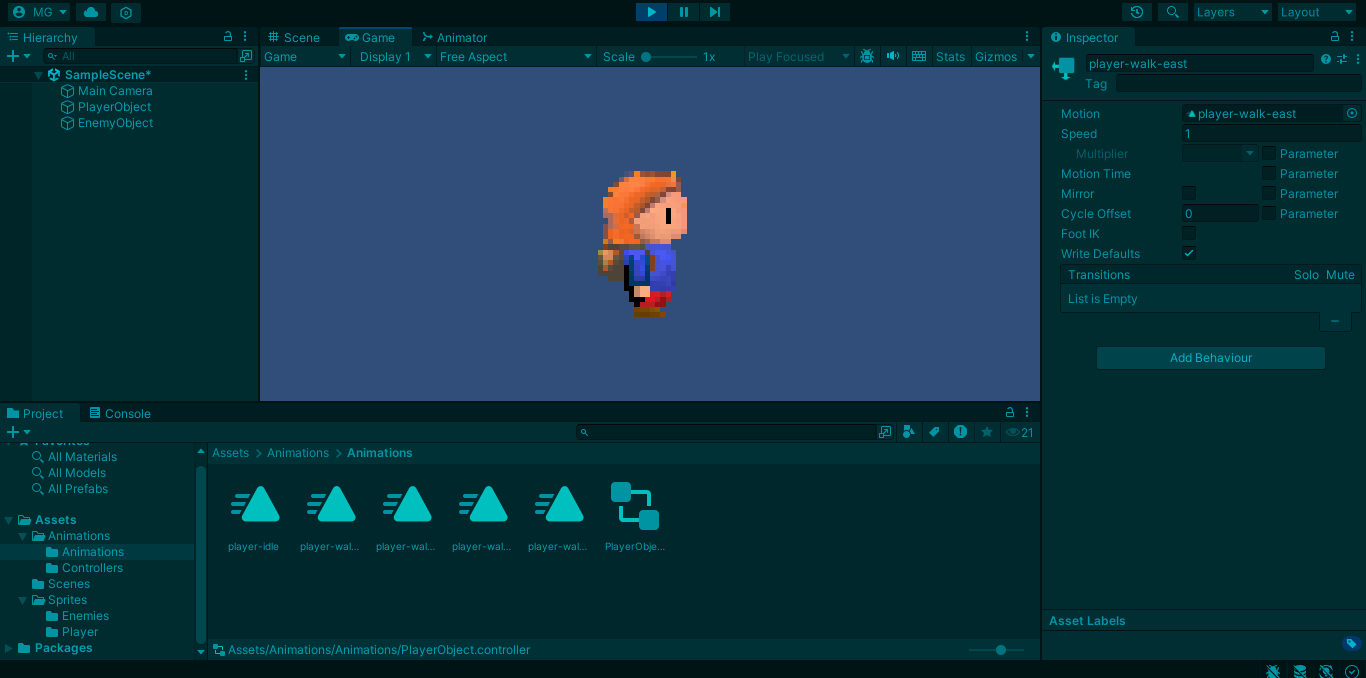 MG
Layers
Layout
Hierarchy
All
SampleScene*
Main Camera
PlayerObject
EnemyObject
Scene
Game
Animator
Game
Display 1
Free Aspect
Scale
1x
Play Focused
Stats
Gizmos
Inspector
player-walk-east
Tag
Motion
player-walk-east
Speed
1
Multiplier
Parameter
Motion Time
Parameter
Mirror
Parameter
Cycle Offset
0
Parameter
Foot IK
Write Defaults
Transitions
Solo
Mute
List is Empty
Add Behaviour
Asset Labels
Project
Console
21
Favorites
All Materials
All Models
All Prefabs
Assets
Animations
Animations
Controllers
Scenes
Sprites
Enemies
Player
Packages
Assets > Animations > Animations
player-idle
player-wal...
player-wal...
player-wal...
player-wal...
PlayerObje...
Assets/Animations/Animations/PlayerObject.controller